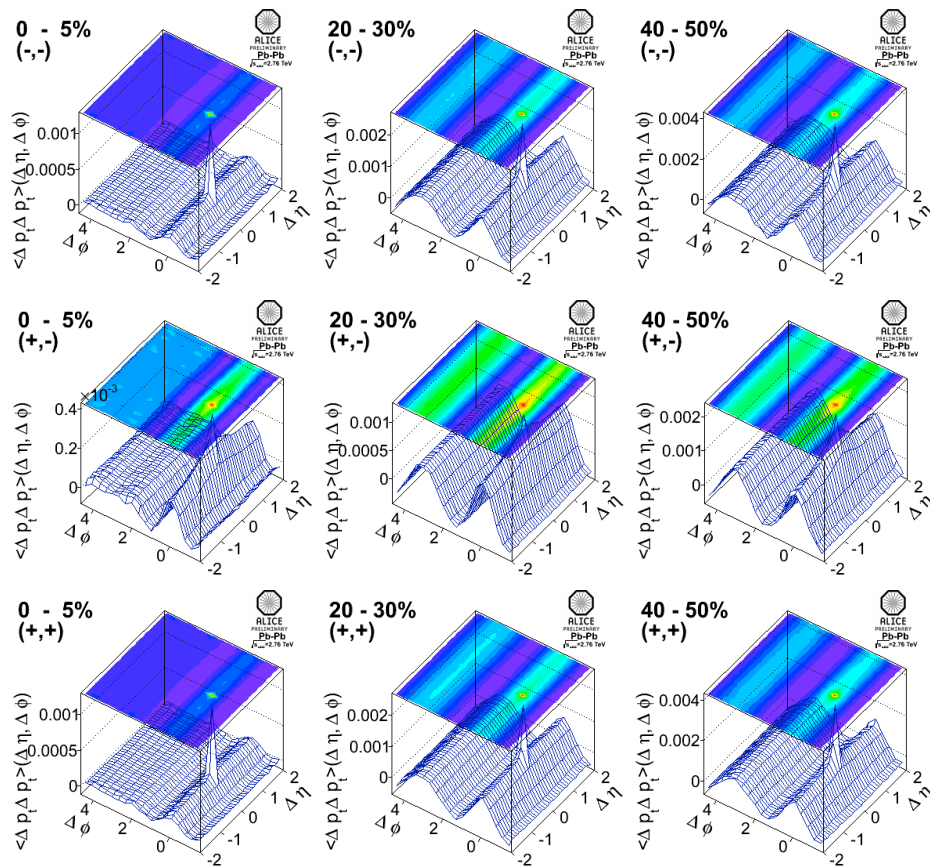 0 - 5%
(-,-)
ALICE
PRELIMINARY
Pb-Pb
√sNN=2.76 TeV
<Δ pt Δ pt>(Δ η, Δ ϕ)
0.001
0.0005
0
4
2
0
Δ ϕ
-2
-1
0
1
2
Δ η
20 - 30%
(-,-)
ALICE
PRELIMINARY
Pb-Pb
√sNN=2.76 TeV
<Δ pt Δ pt>(Δ η, Δ ϕ)
0.002
0.001
0
4
2
0
Δ ϕ
-2
-1
0
1
2
Δ η
40 - 50%
(-,-)
ALICE
PRELIMINARY
Pb-Pb
√sNN=2.76 TeV
<Δ pt Δ pt>(Δ η, Δ ϕ)
0.004
0.002
0
4
2
0
Δ ϕ
-2
-1
0
1
2
Δ η
0 - 5%
(+,-)
ALICE
PRELIMINARY
Pb-Pb
√sNN=2.76 TeV
×10-3
<Δ pt Δ pt>(Δ η, Δ ϕ)
0.4
0.2
0
4
2
0
Δ ϕ
-2
-1
0
1
2
Δ η
20 - 30%
(+,-)
ALICE
PRELIMINARY
Pb-Pb
√sNN=2.76 TeV
<Δ pt Δ pt>(Δ η, Δ ϕ)
0.001
0.0005
0
4
2
0
Δ ϕ
-2
-1
0
1
2
Δ η
40 - 50%
(+,-)
ALICE
PRELIMINARY
Pb-Pb
√sNN=2.76 TeV
<Δ pt Δ pt>(Δ η, Δ ϕ)
0.002
0.001
0
4
2
0
Δ ϕ
-2
-1
0
1
2
Δ η
0 - 5%
(+,+)
ALICE
PRELIMINARY
Pb-Pb
√sNN=2.76 TeV
<Δ pt Δ pt>(Δ η, Δ ϕ)
0.001
0.0005
0
4
2
0
Δ ϕ
-2
-1
0
1
2
Δ η
20 - 30%
(+,+)
ALICE
PRELIMINARY
Pb-Pb
√sNN=2.76 TeV
<Δ pt Δ pt>(Δ η, Δ ϕ)
0.002
0.001
0
4
2
0
Δ ϕ
-2
-1
0
1
2
Δ η
40 - 50%
(+,+)
ALICE
PRELIMINARY
Pb-Pb
√sNN=2.76 TeV
<Δ pt Δ pt>(Δ η, Δ ϕ)
0.004
0.002
0
4
2
0
Δ ϕ
-2
-1
0
1
2
Δ η